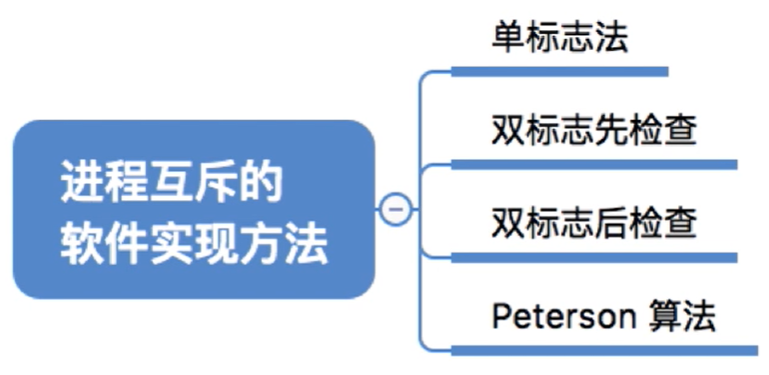 单标志法
双标志先检查
进程互斥的
软件实现方法
双标志后检查
Peterson 算法